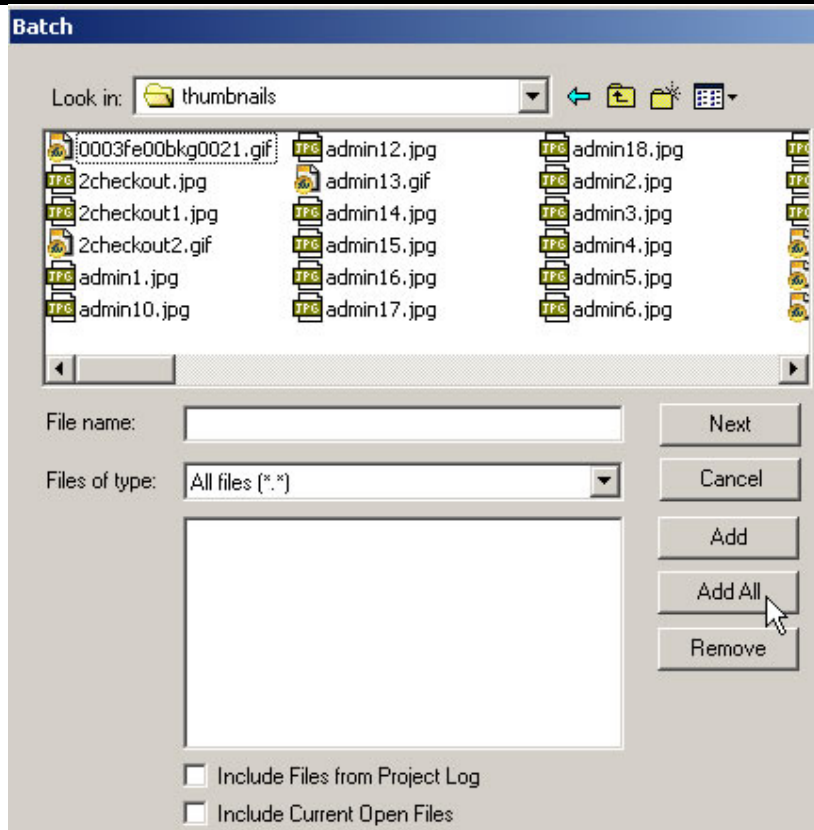 Batch
Look in: thumbnails
0003fe00bkg0021.gif admin12.jpg admin18.jpg
2checkout.jpg admin13.gif admin2.jpg
2checkout1.jpg admin14.jpg admin3.jpg
2checkout2.gif admin15.jpg admin4.jpg
admin1.jpg admin16.jpg admin5.jpg
admin10.jpg admin17.jpg admin6.jpg
File name: Next
Files of type: All files (*.*) Cancel
Add
Add All
Remove
Include Files from Project Log
Include Current Open Files